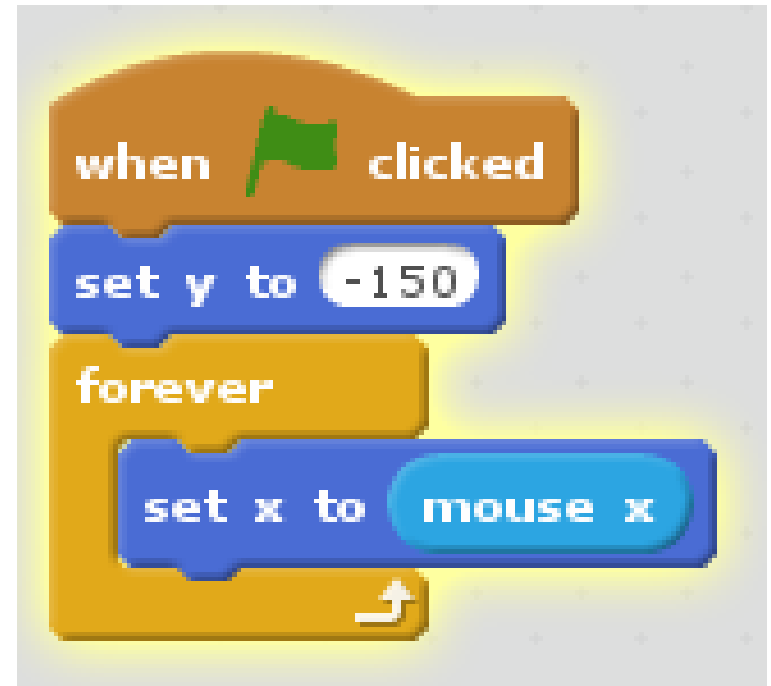 when clicked
set y to -150
forever
set x to mouse x